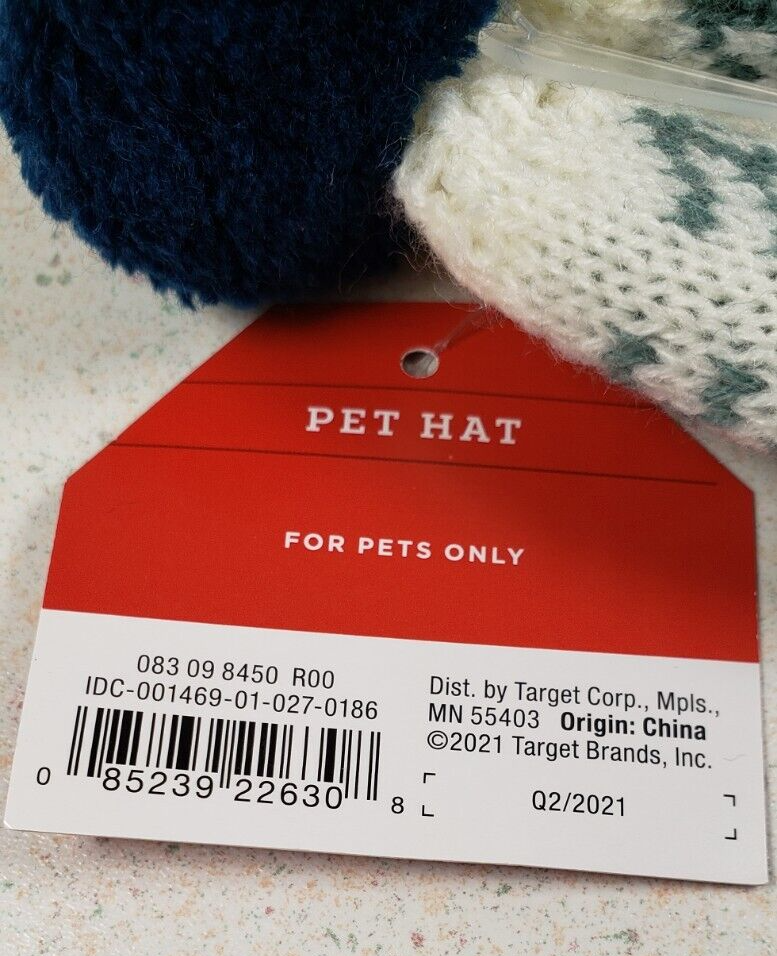 PET HAT
FOR PETS ONLY
083 09 8450 R00
IDC-001469-01-027-0186
0 85239 22630 8
Dist. by Target Corp., Mpls.,
MN 55403 Origin: China
©2021 Target Brands, Inc.
Q2/2021